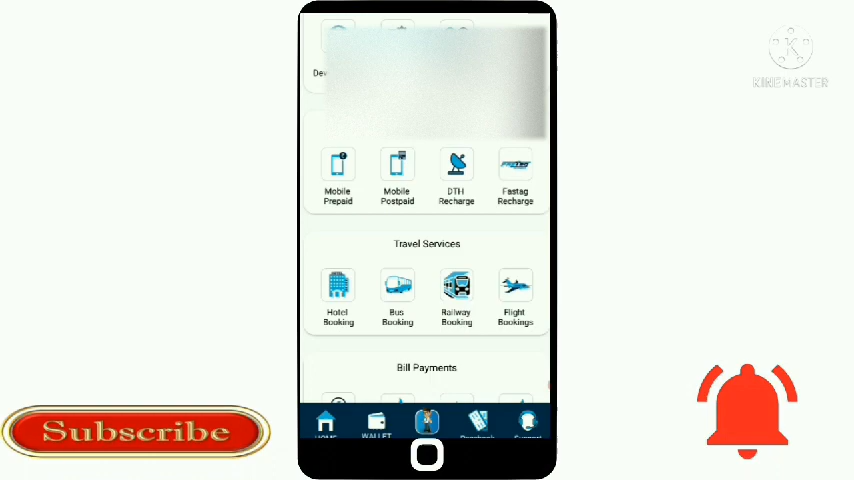 KINEMASTER
Mobile
Prepaid
Mobile
Postpaid
DTH
Recharge
Fastag
Recharge
Travel Services
Hotel
Booking
Bus
Booking
Railway
Booking
Flight
Bookings
Bill Payments
HOME
WALLET
Support
Subscribe